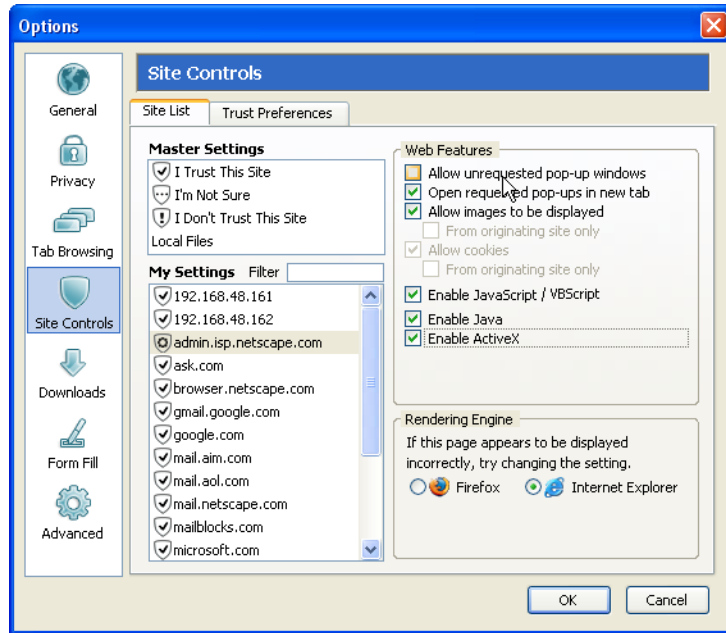 Options
General
Privacy
Tab Browsing
Site Controls
Downloads
Form Fill
Advanced
Site Controls
Site List
Trust Preferences
Master Settings
I Trust This Site
I'm Not Sure
I Don't Trust This Site
Local Files
My Settings Filter
192.168.48.161
192.168.48.162
admin.isp.netscape.com
ask.com
browser.netscape.com
gmail.google.com
google.com
mail.aim.com
mail.aol.com
mail.netscape.com
mailblocks.com
microsoft.com
Web Features
Allow unrequested pop-up windows
Open requested pop-ups in new tab
Allow images to be displayed
From originating site only
Allow cookies
From originating site only
Enable JavaScript / VBScript
Enable Java
Enable ActiveX
Rendering Engine
If this page appears to be displayed
incorrectly, try changing the setting.
Firefox Internet Explorer
OK Cancel